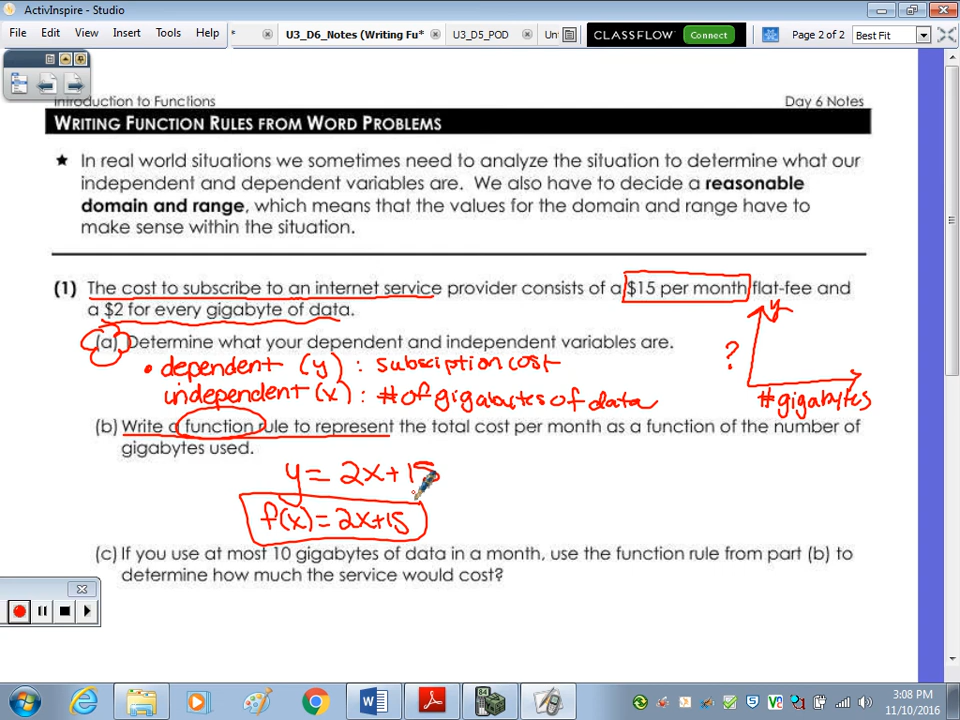 ActivInspire - Studio
File Edit View Insert Tools Help
U3_D6_Notes (Writing Fu* U3_D5_POD Un CLASSFLOW Connect Page 2 of 2 Best Fit
Introduction to Functions Day 6 Notes
WRITING FUNCTION RULES FROM WORD PROBLEMS
★ In real world situations we sometimes need to analyze the situation to determine what our
independent and dependent variables are. We also have to decide a reasonable
domain and range, which means that the values for the domain and range have to
make sense within the situation.
(1) The cost to subscribe to an internet service provider consists of a $15 per month flat-fee and
a $2 for every gigabyte of data.
(a) Determine what your dependent and independent variables are.
• dependent (y) : subscription cost
independent (x) : # of gigabytes of data
y
?
#gigabytes
(b) Write a function rule to represent the total cost per month as a function of the number of
gigabytes used.
y = 2x+15
f(x) = 2x+15
(c) If you use at most 10 gigabytes of data in a month, use the function rule from part (b) to
determine how much the service would cost?
3:08 PM
11/10/2016